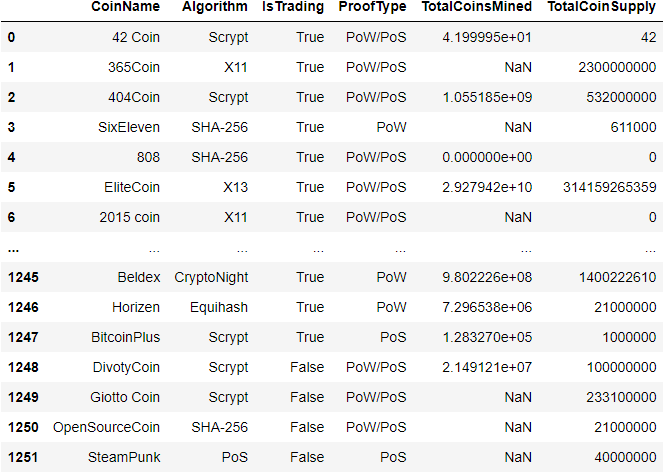 CoinName Algorithm IsTrading ProofType TotalCoinsMined TotalCoinSupply
0 42 Coin Scrypt True PoW/PoS 4.199995e+01 42
1 365Coin X11 True PoW/PoS NaN 2300000000
2 404Coin Scrypt True PoW/PoS 1.055185e+09 532000000
3 SixEleven SHA-256 True PoW NaN 611000
4 808 SHA-256 True PoW/PoS 0.000000e+00 0
5 EliteCoin X13 True PoW/PoS 2.927942e+10 314159265359
6 2015 coin X11 True PoW/PoS NaN 0
... ... ... ... ... ... ...
1245 Beldex CryptoNight True PoW 9.802226e+08 1400222610
1246 Horizen Equihash True PoW 7.296538e+06 21000000
1247 BitcoinPlus Scrypt True PoS 1.283270e+05 1000000
1248 DivotyCoin Scrypt False PoW/PoS 2.149121e+07 100000000
1249 Giotto Coin Scrypt False PoW/PoS NaN 233100000
1250 OpenSourceCoin SHA-256 False PoW/PoS NaN 21000000
1251 SteamPunk PoS False PoW/PoS NaN 40000000